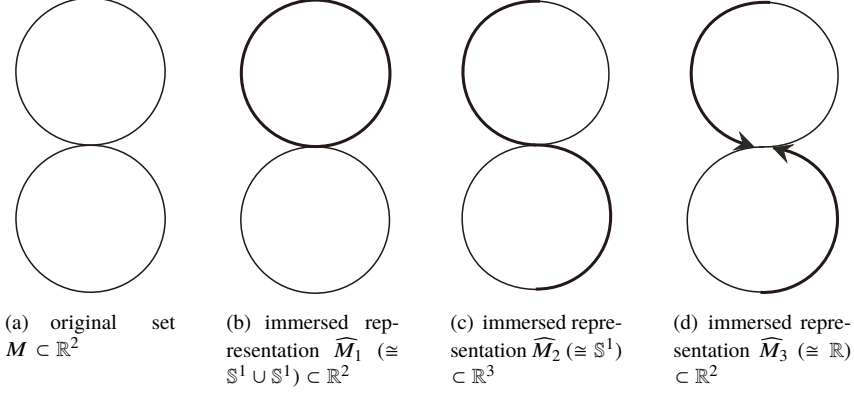 (a) original set
M ⊂ ℝ²
(b) immersed rep-
resentation M̂₁ (≅
𝕊¹ ∪ 𝕊¹) ⊂ ℝ²
(c) immersed repre-
sentation M̂₂ (≅ 𝕊¹)
⊂ ℝ³
(d) immersed repre-
sentation M̂₃ (≅ ℝ)
⊂ ℝ²